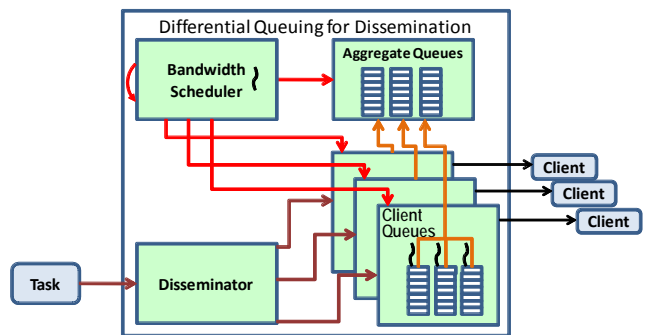 Differential Queuing for Dissemination
Bandwidth
Scheduler
Aggregate Queues
Client
Client
Client
Client
Queues
Task
Disseminator